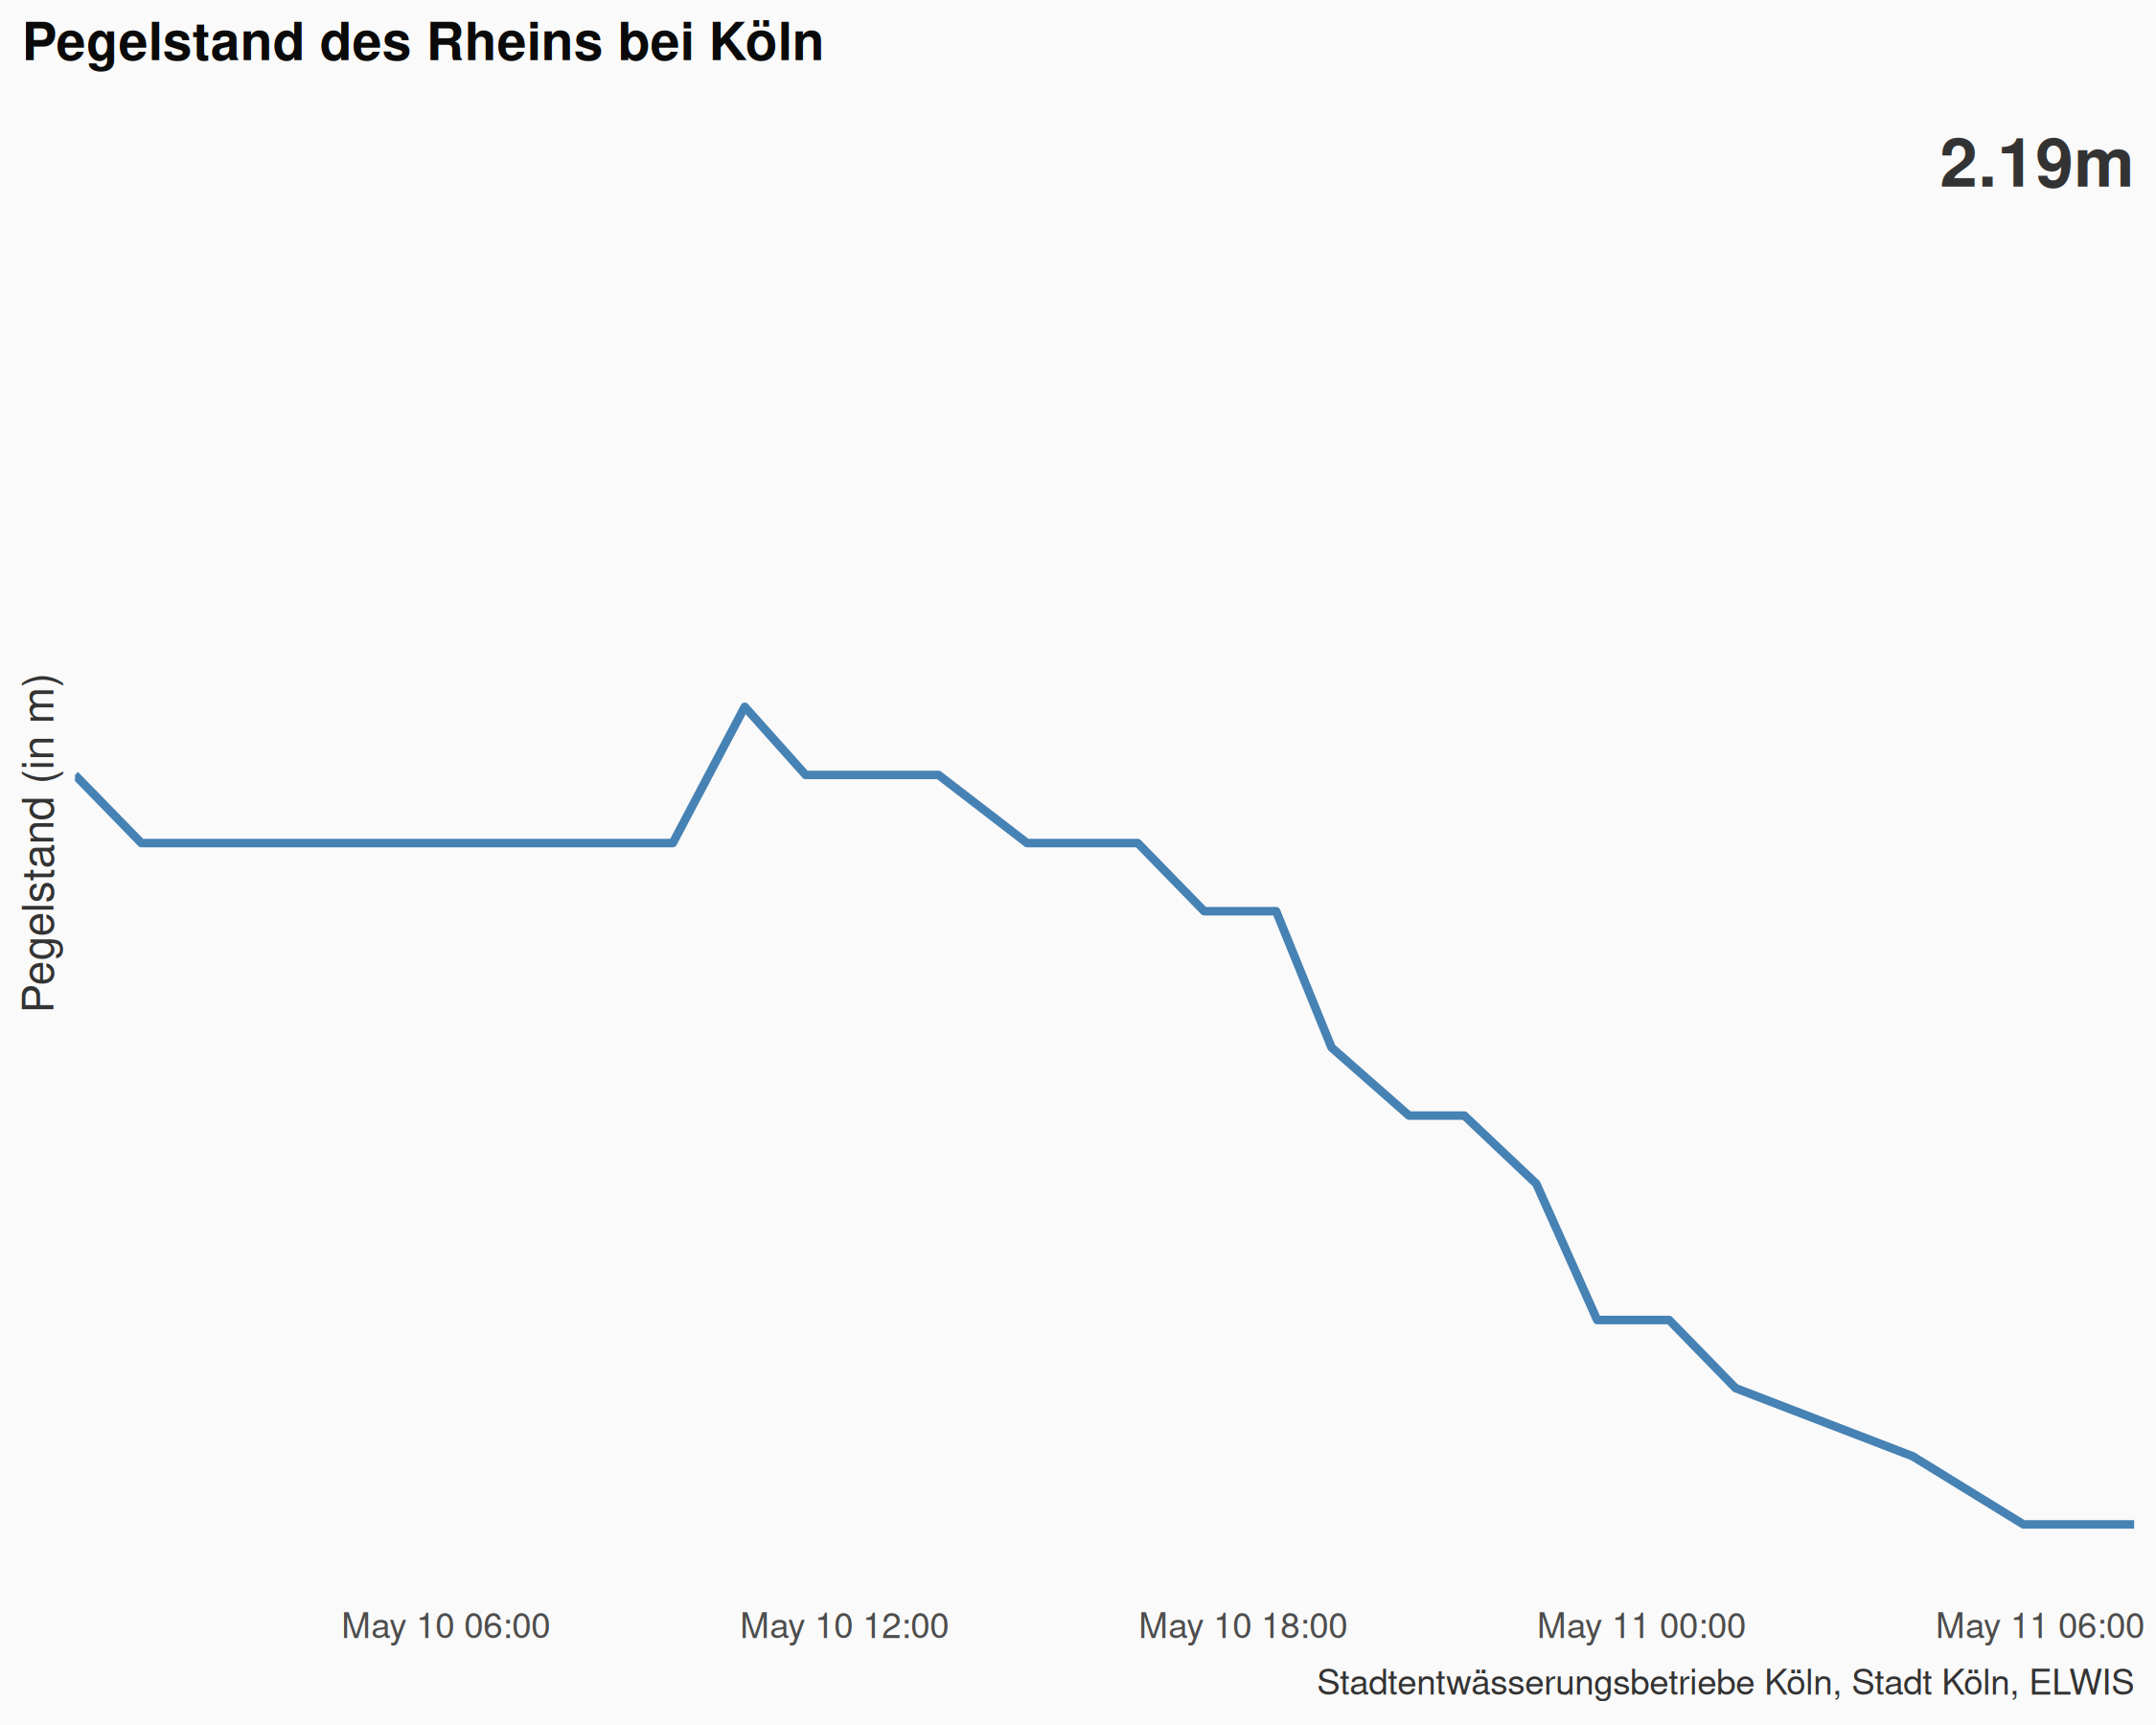 Pegelstand des Rheins bei Köln
2.19m
Pegelstand (in m)
May 10 06:00
May 10 12:00
May 10 18:00
May 11 00:00
May 11 06:00
Stadtentwässerungsbetriebe Köln, Stadt Köln, ELWIS